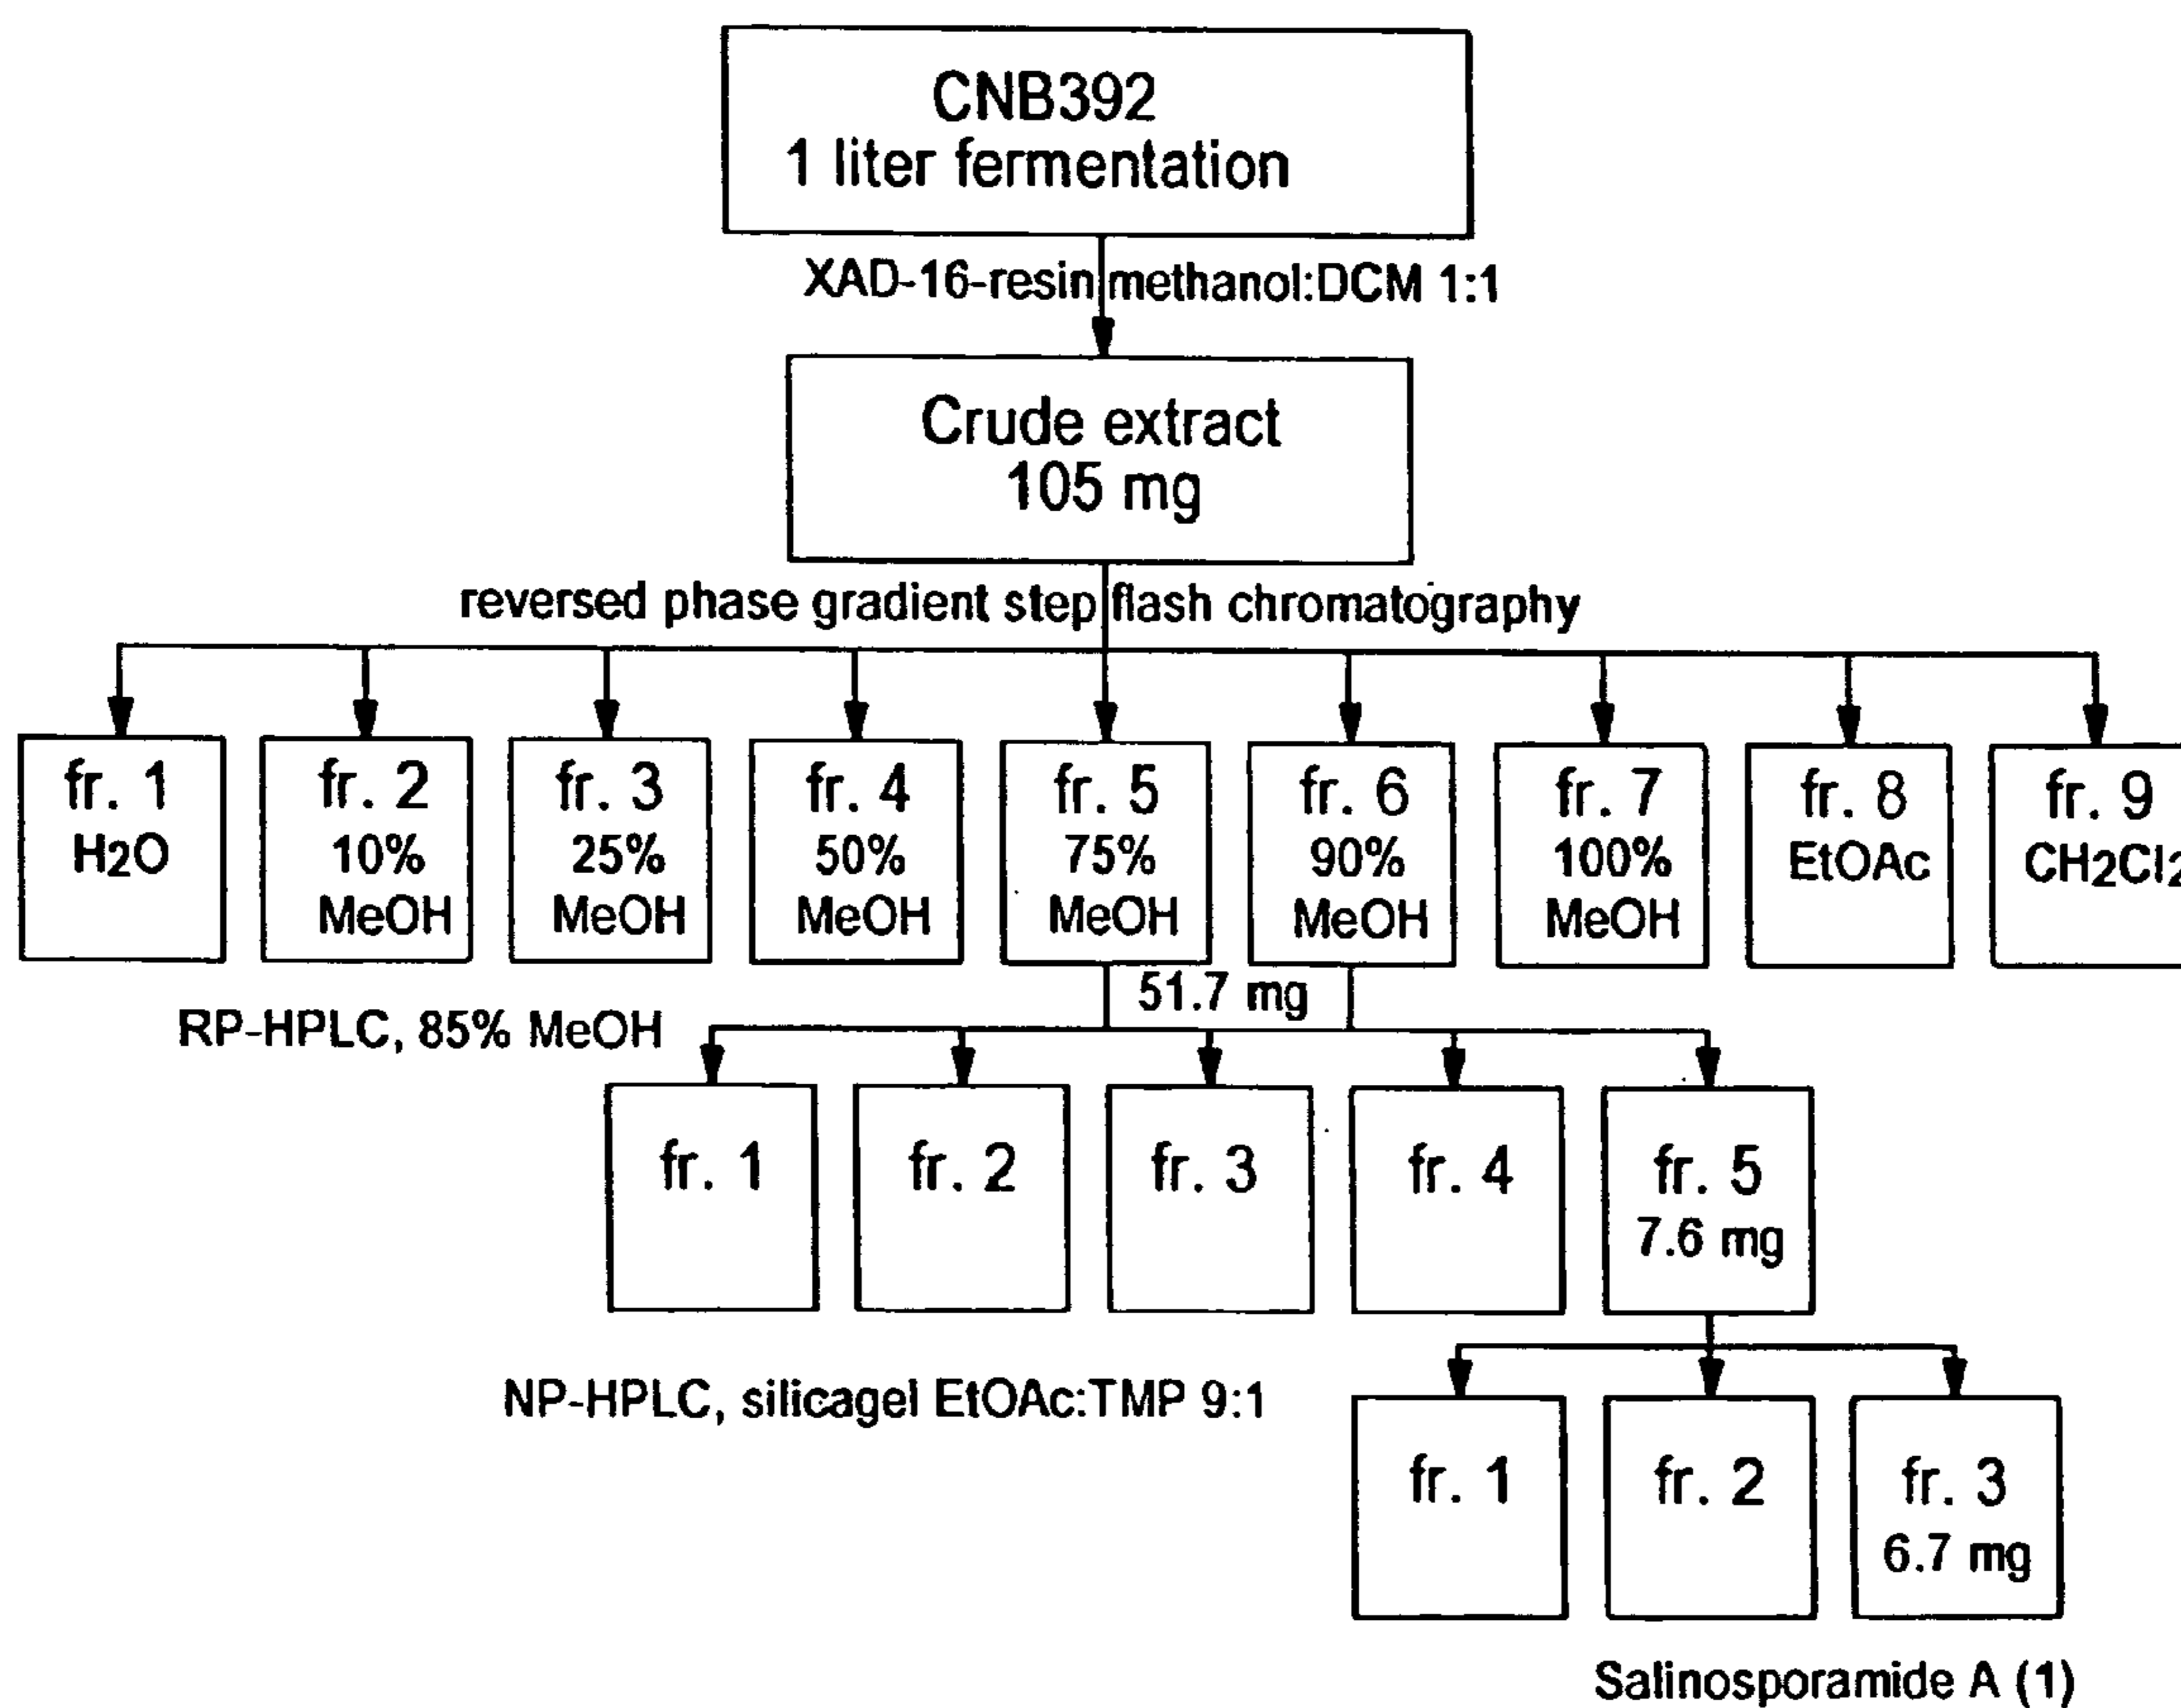 CNB392
1 liter fermentation
XAD-16-resin methanol:DCM 1:1
Crude extract
105 mg
reversed phase gradient step flash chromatography
fr. 1
H2O
fr. 2
10%
MeOH
fr. 3
25%
MeOH
fr. 4
50%
MeOH
fr. 5
75%
MeOH
fr. 6
90%
MeOH
fr. 7
100%
MeOH
fr. 8
EtOAc
fr. 9
CH2Cl2
51.7 mg
RP-HPLC, 85% MeOH
fr. 1
fr. 2
fr. 3
fr. 4
fr. 5
7.6 mg
NP-HPLC, silicagel EtOAc:TMP 9:1
fr. 1
fr. 2
fr. 3
6.7 mg
Salinosporamide A (1)